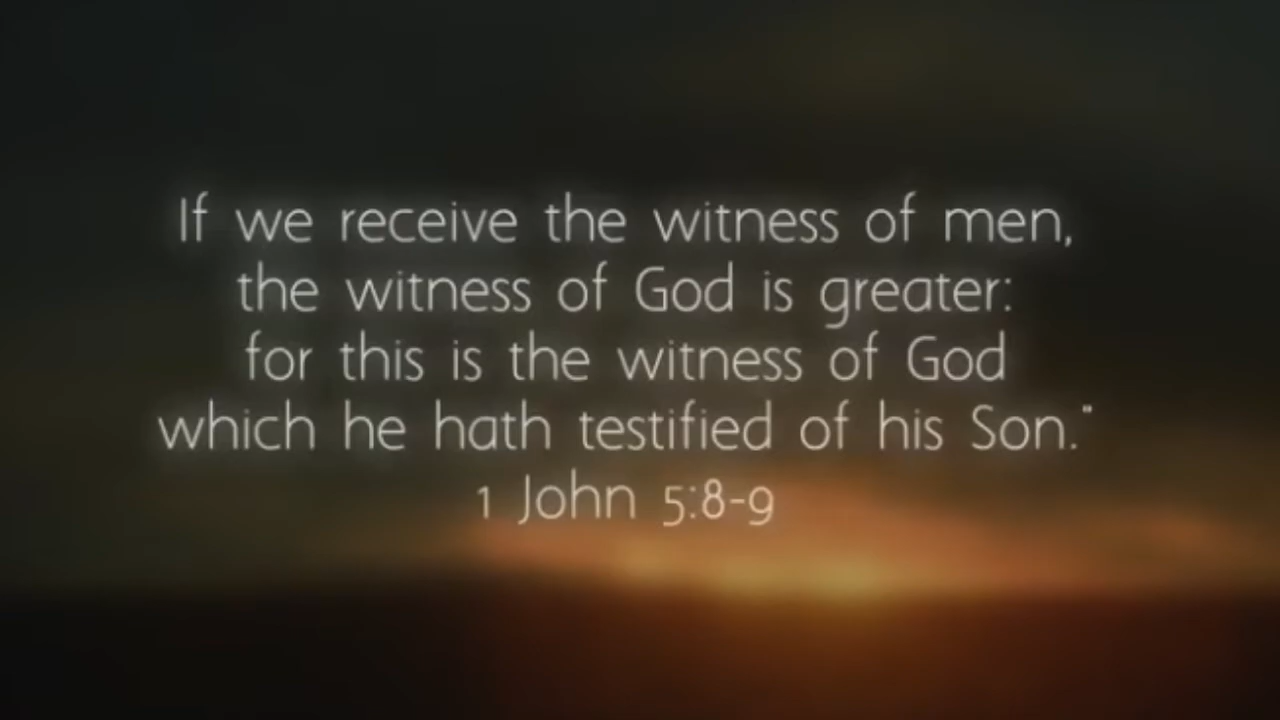 If we receive the witness of men,
the witness of God is greater:
for this is the witness of God
which he hath testified of his Son."
1 John 5:8-9